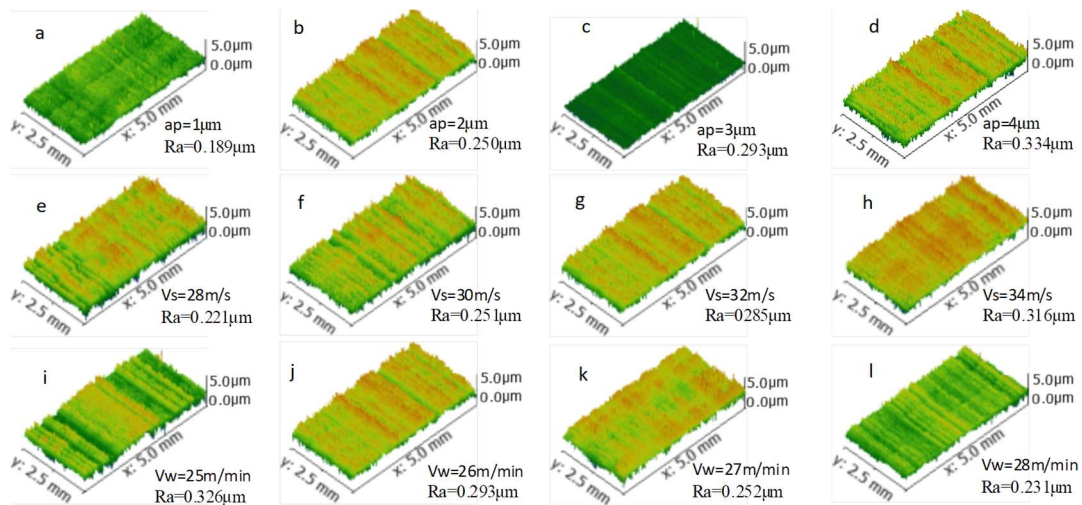 a
5.0μm
0.0μm
x: 5.0 mm
y: 2.5 mm
ap=1μm
Ra=0.189μm
b
5.0μm
0.0μm
x: 5.0 mm
y: 2.5 mm
ap=2μm
Ra=0.250μm
c
5.0μm
0.0μm
x: 5.0 mm
y: 2.5 mm
ap=3μm
Ra=0.293μm
d
5.0μm
0.0μm
x: 5.0 mm
y: 2.5 mm
ap=4μm
Ra=0.334μm
e
5.0μm
0.0μm
x: 5.0 mm
y: 2.5 mm
Vs=28m/s
Ra=0.221μm
f
5.0μm
0.0μm
x: 5.0 mm
y: 2.5 mm
Vs=30m/s
Ra=0.251μm
g
5.0μm
0.0μm
x: 5.0 mm
y: 2.5 mm
Vs=32m/s
Ra=0285μm
h
5.0μm
0.0μm
x: 5.0 mm
y: 2.5 mm
Vs=34m/s
Ra=0.316μm
i
5.0μm
0.0μm
x: 5.0 mm
y: 2.5 mm
Vw=25m/min
Ra=0.326μm
j
5.0μm
0.0μm
x: 5.0 mm
y: 2.5 mm
Vw=26m/min
Ra=0.293μm
k
5.0μm
0.0μm
x: 5.0 mm
y: 2.5 mm
Vw=27m/min
Ra=0.252μm
l
5.0μm
0.0μm
x: 5.0 mm
y: 2.5 mm
Vw=28m/min
Ra=0.231μm